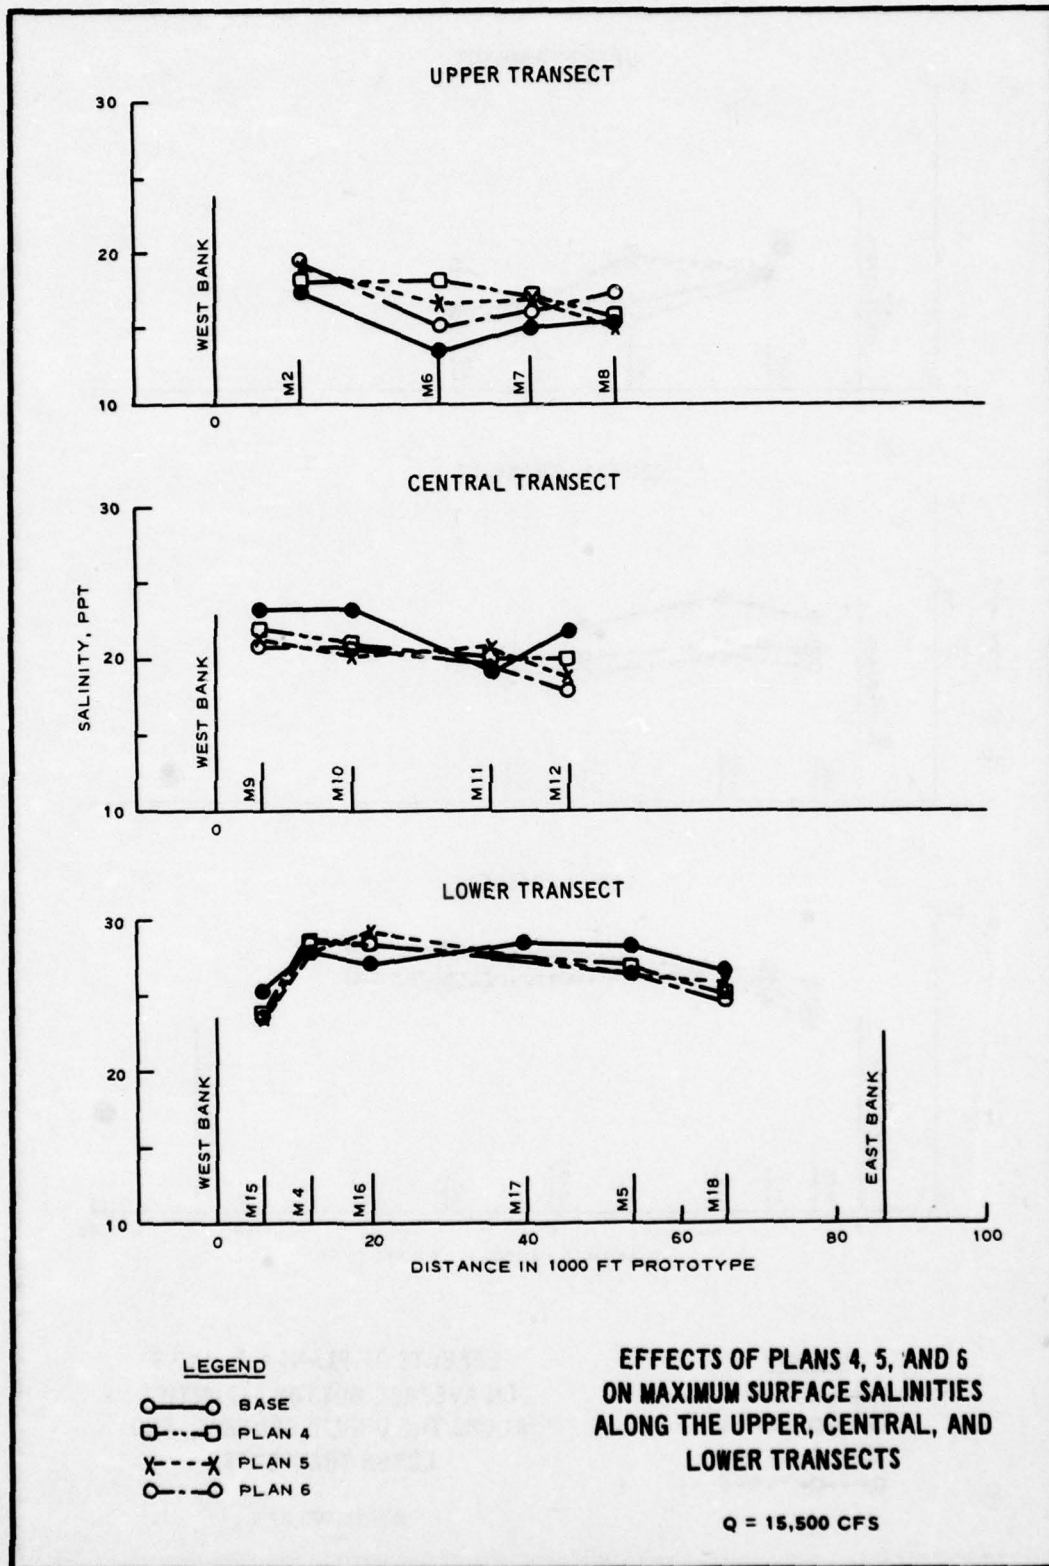 UPPER TRANSECT
30
20
10
WEST BANK
M2
M6
M7
M8
0
CENTRAL TRANSECT
30
20
10
SALINITY, PPT
WEST BANK
M9
M10
M11
M12
0
LOWER TRANSECT
30
20
10
WEST BANK
M15
M4
M16
M17
M5
M18
EAST BANK
0 20 40 60 80 100
DISTANCE IN 1000 FT PROTOTYPE
LEGEND
BASE
PLAN 4
PLAN 5
PLAN 6
EFFECTS OF PLANS 4, 5, AND 6
ON MAXIMUM SURFACE SALINITIES
ALONG THE UPPER, CENTRAL, AND
LOWER TRANSECTS
Q = 15,500 CFS